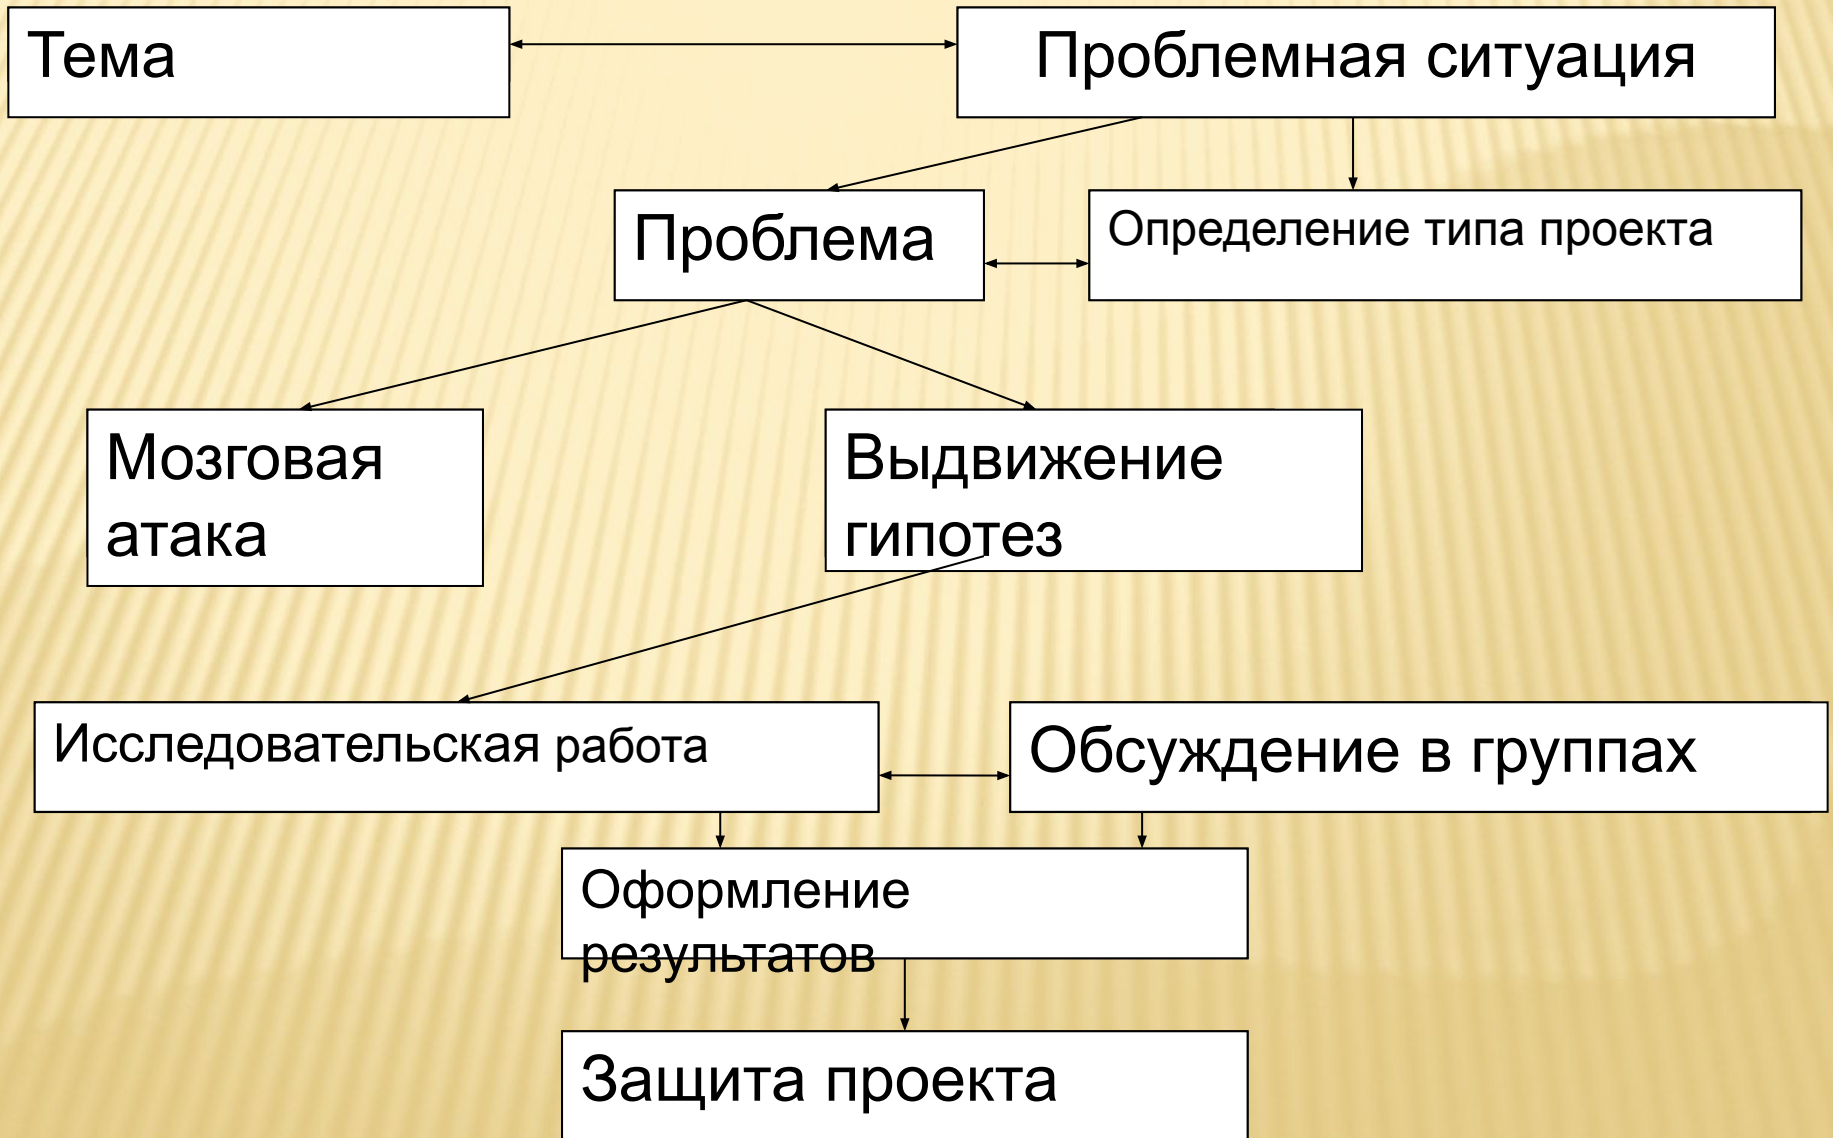 Тема
Проблемная ситуация
Проблема
Определение типа проекта
Мозговая
атака
Выдвижение
гипотез
Исследовательская работа
Обсуждение в группах
Оформление
результатов
Защита проекта